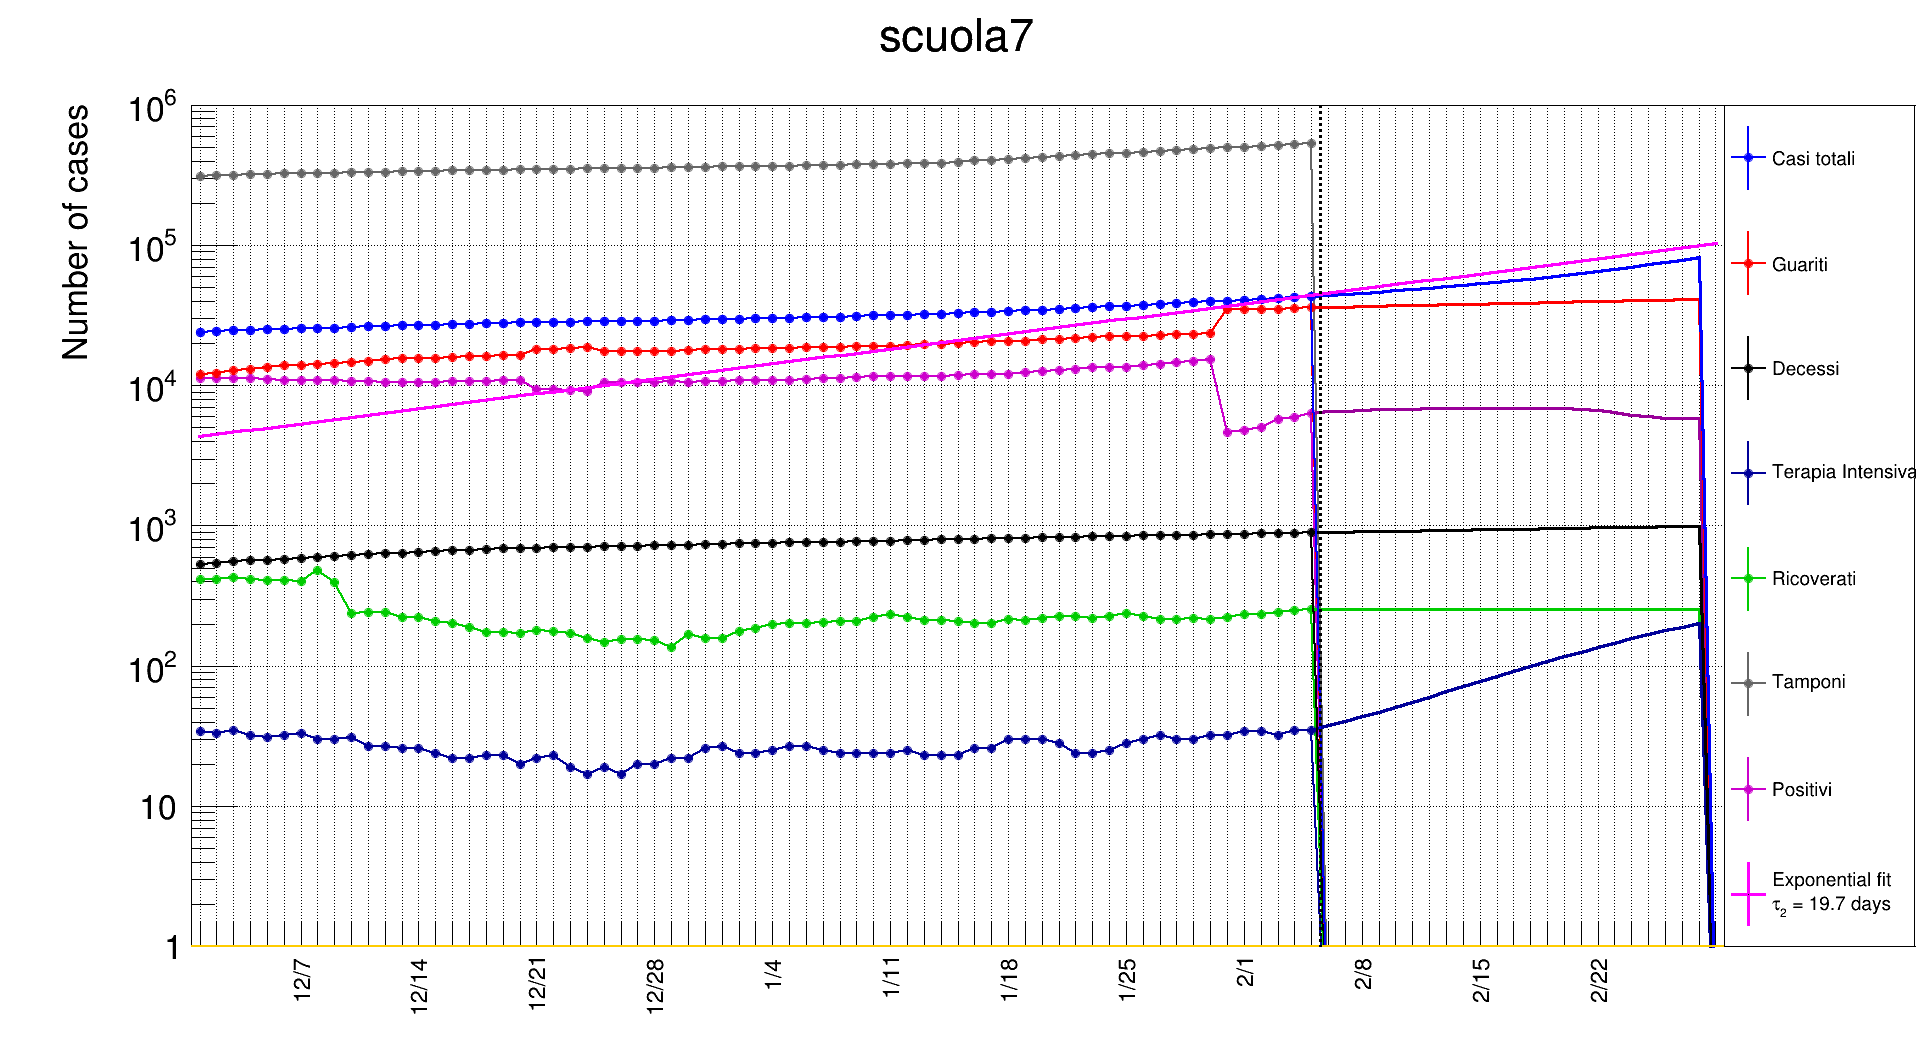 scuola7
Number of cases
10^6
10^5
10^4
10^3
10^2
10
1
12/7
12/14
12/21
12/28
1/4
1/11
1/18
1/25
2/1
2/8
2/15
2/22
Casi totali
Guariti
Decessi
Terapia Intensiva
Ricoverati
Tamponi
Positivi
Exponential fit
τ₂ = 19.7 days